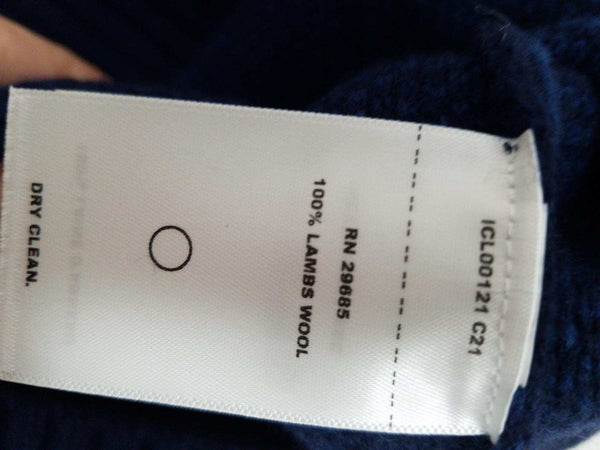 ICL00121 C21
RN 29685
100% LAMBS WOOL
DRY CLEAN.